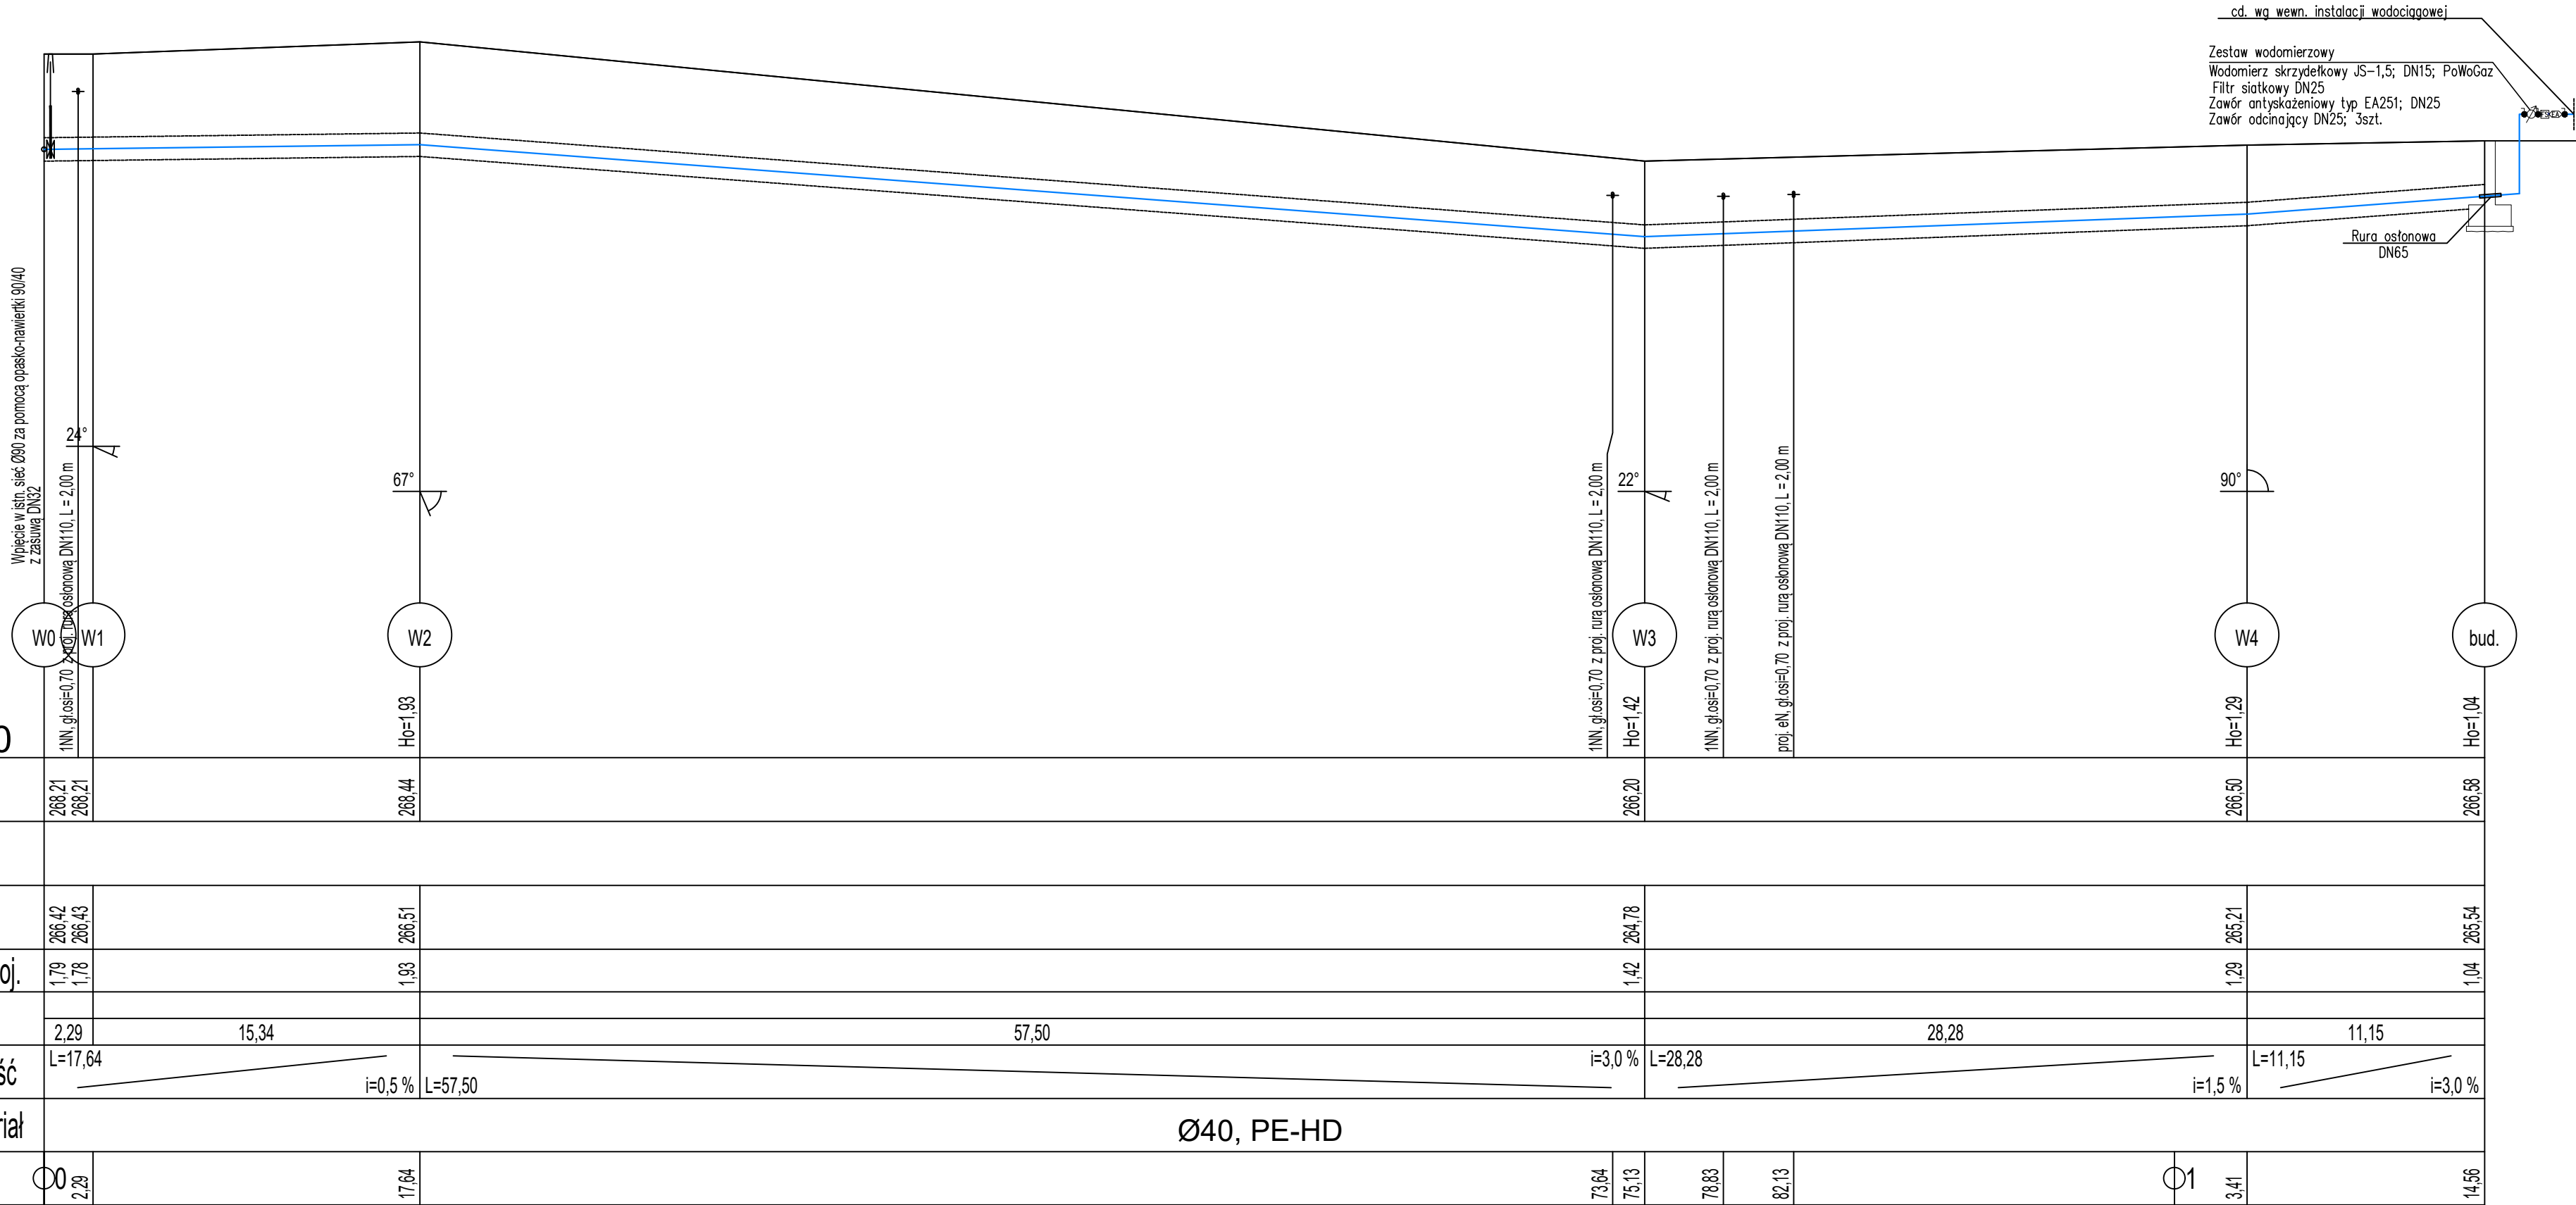 cd. wg wewn. instalacji wodociągowej
Zestaw wodomierzowy
Wodomierz skrzydełkowy JS-1,5; DN15; PoWoGaz
Filtr siatkowy DN25
Zawór antyskażeniowy typ EA251; DN25
Zawór odcinający DN25; 3szt.
Rura osłonowa
DN65
Wpięcie w istn. sieć Ø90 za pomocą opasko-nawiertki 90/40
z zasuwą DN32
1NN, gł.osi=0,70 z proj. rurą osłonową DN110, L = 2,00 m
24°
67°
1NN, gł.osi=0,70 z proj. rurą osłonową DN110, L = 2,00 m
22°
1NN, gł.osi=0,70 z proj. rurą osłonową DN110, L = 2,00 m
proj. eN, gł.osi=0,70 z proj. rurą osłonową DN110, L = 2,00 m
90°
W0 W1 W2 W3 W4 bud.
Ho=1,93 Ho=1,42 Ho=1,29 Ho=1,04
268,21 268,21 268,44 266,20 266,50 266,58
266,42 266,43 266,51 264,78 265,21 265,54
oj. 1,79 1,78 1,93 1,42 1,29 1,04
2,29 15,34 57,50 28,28 11,15
ść L=17,64 i=0,5 % L=57,50 i=3,0 % L=28,28 i=1,5 % L=11,15 i=3,0 %
riał Ø40, PE-HD
0 2,29 17,64 73,64 75,13 78,83 82,13 1 3,41 14,56